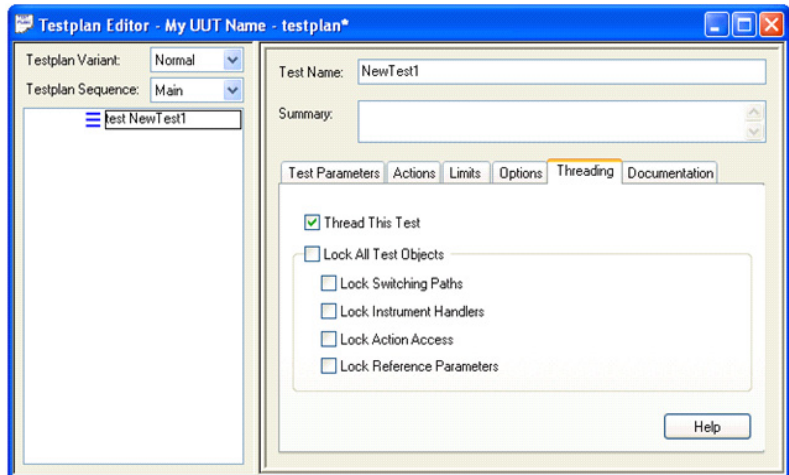 Testplan Editor - My UUT Name - testplan*
Testplan Variant: Normal
Testplan Sequence: Main
test NewTest1
Test Name: NewTest1
Summary:
Test Parameters Actions Limits Options Threading Documentation
Thread This Test
Lock All Test Objects
Lock Switching Paths
Lock Instrument Handlers
Lock Action Access
Lock Reference Parameters
Help